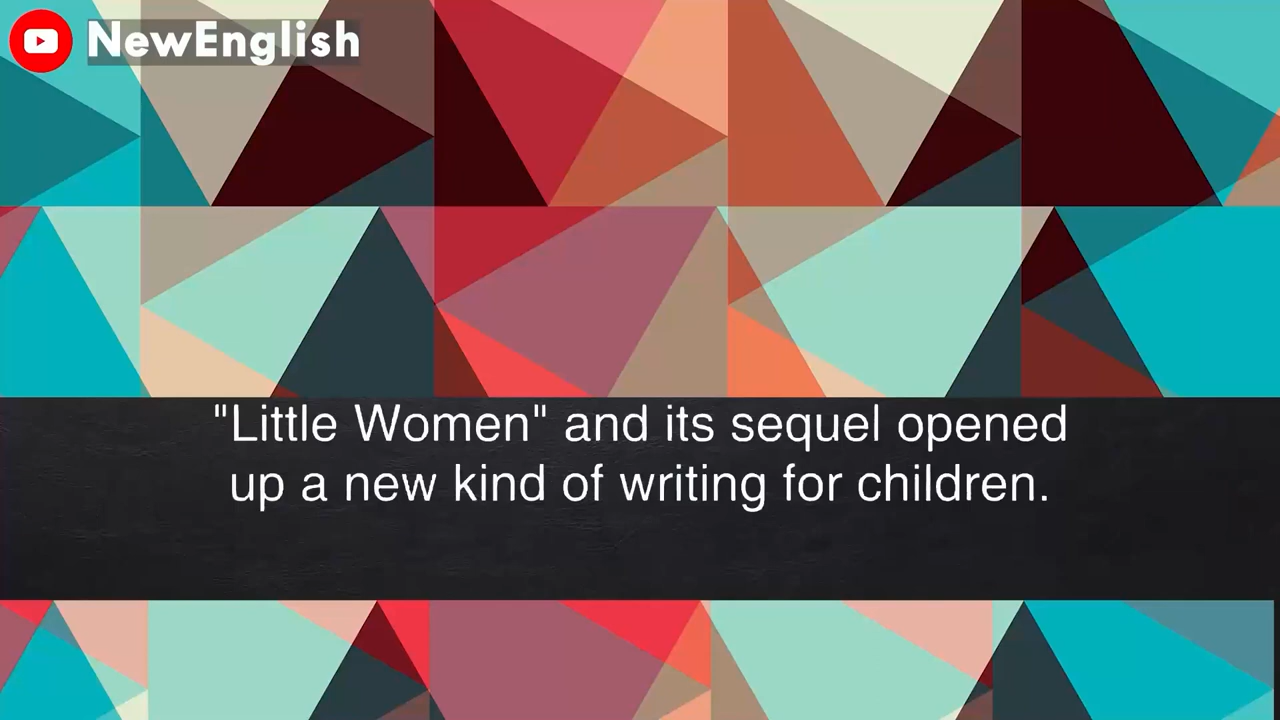 NewEnglish
"Little Women" and its sequel opened
up a new kind of writing for children.